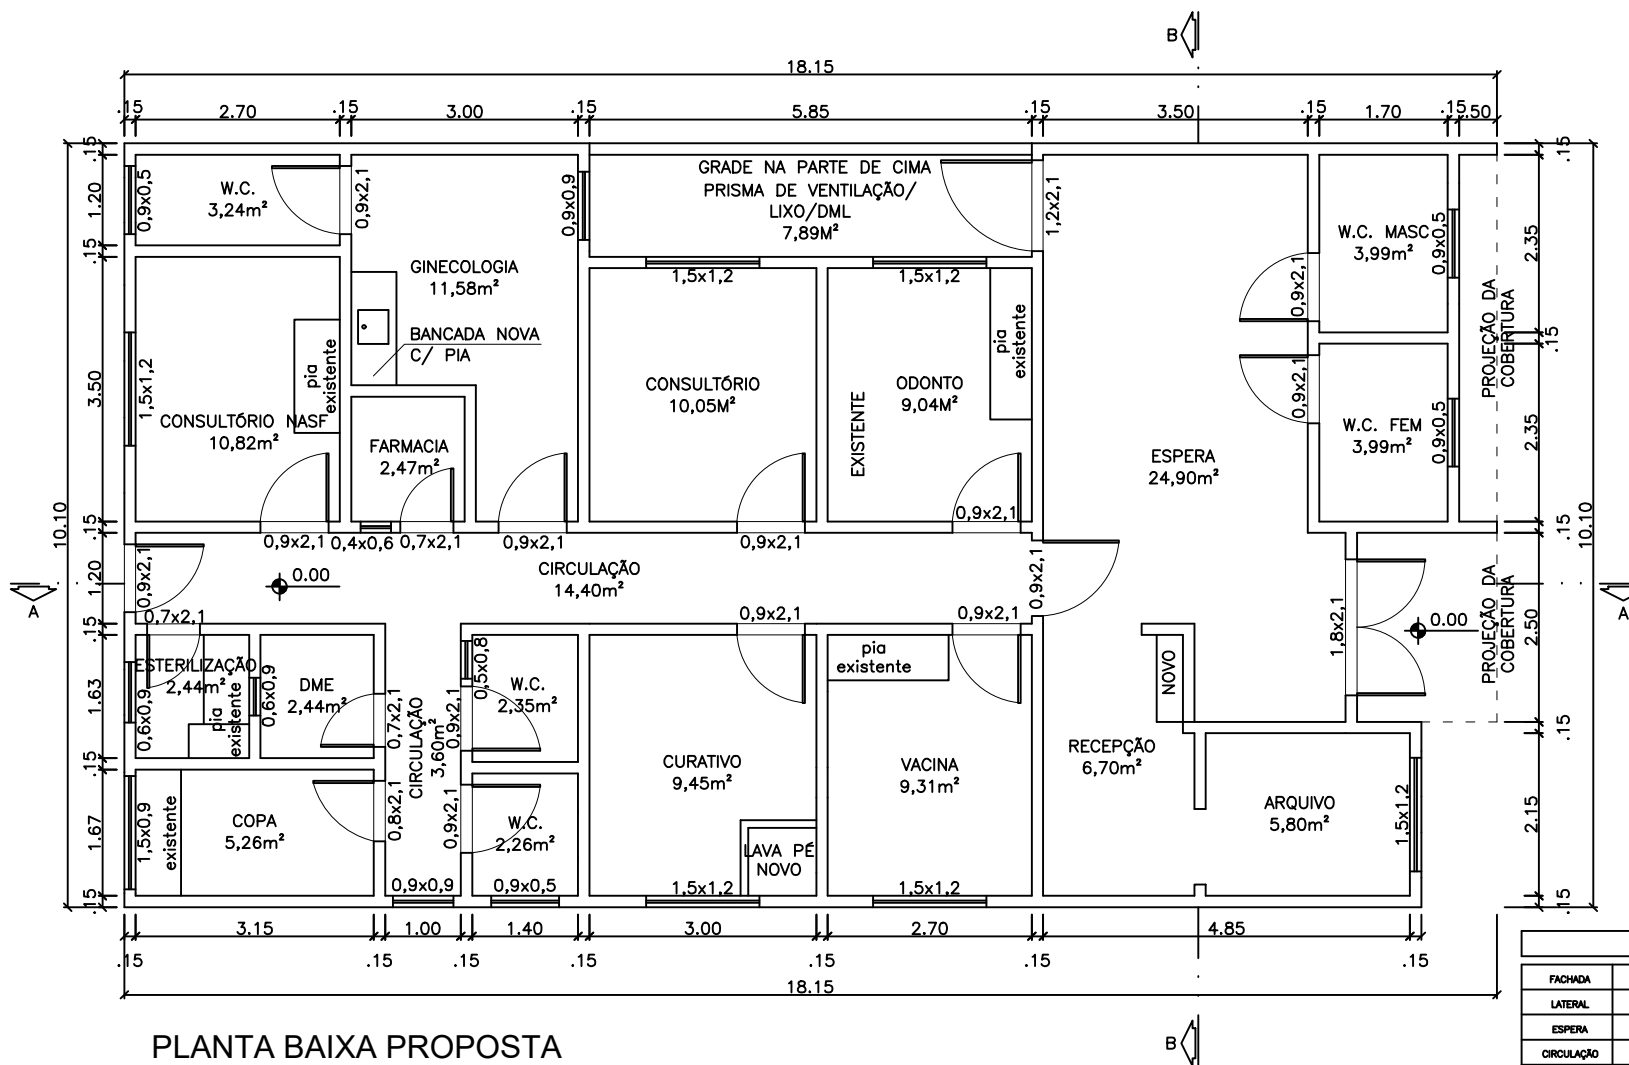 B
18.15
.15
2.70
.15
3.00
.15
5.85
.15
3.50
.15
1.70
.15
.50
10.10
.15
1.20
.15
3.50
.15
1.20
.15
1.63
.15
1.67
.15
0,9x0,5
W.C.
3,24m²
0,9x2,1
GINECOLOGIA
11,58m²
0,9x0,9
GRADE NA PARTE DE CIMA
PRISMA DE VENTILAÇÃO/
LIXO/DML
7,89M²
1,2x2,1
1,5x1,2
1,5x1,2
BANCADA NOVA
C/ PIA
1,5x1,2
pia
existente
CONSULTÓRIO NASF
10,82m²
FARMACIA
2,47m²
CONSULTÓRIO
10,05M²
EXISTENTE
ODONTO
9,04M²
pia
existente
ESPERA
24,90m²
W.C. MASC
3,99m²
0,9x2,1
0,9x0,5
W.C. FEM
3,99m²
0,9x2,1
0,9x0,5
PROJEÇÃO DA
COBERTURA
.15
2.35
.15
2.35
.15
2.50
.15
2.15
.15
10.10
0,9x2,1
0,4x0,6
0,7x2,1
0,9x2,1
0,9x2,1
0,9x2,1
A
0,9x2,1
0.00
CIRCULAÇÃO
14,40m²
0,9x2,1
1,8x2,1
0.00
PROJEÇÃO DA
COBERTURA
A
0,7x2,1
0,9x2,1
0,9x2,1
ESTERILIZAÇÃO
2,44m²
0,6x0,9
pia
existente
0,6x0,9
DME
2,44m²
0,7x2,1
CIRCULAÇÃO
3,60m²
0,9x2,1
0,5x0,8
W.C.
2,35m²
pia
existente
NOVO
1,5x0,9
existente
COPA
5,26m²
0,8x2,1
0,9x2,1
W.C.
2,26m²
CURATIVO
9,45m²
LAVA PÉ
NOVO
VACINA
9,31m²
RECEPÇÃO
6,70m²
ARQUIVO
5,80m²
1,5x1,2
0,9x0,9
0,9x0,5
1,5x1,2
1,5x1,2
3.15
1.00
1.40
3.00
2.70
4.85
.15
.15
.15
.15
.15
.15
.15
18.15
B
PLANTA BAIXA PROPOSTA
FACHADA
LATERAL
ESPERA
CIRCULAÇÃO